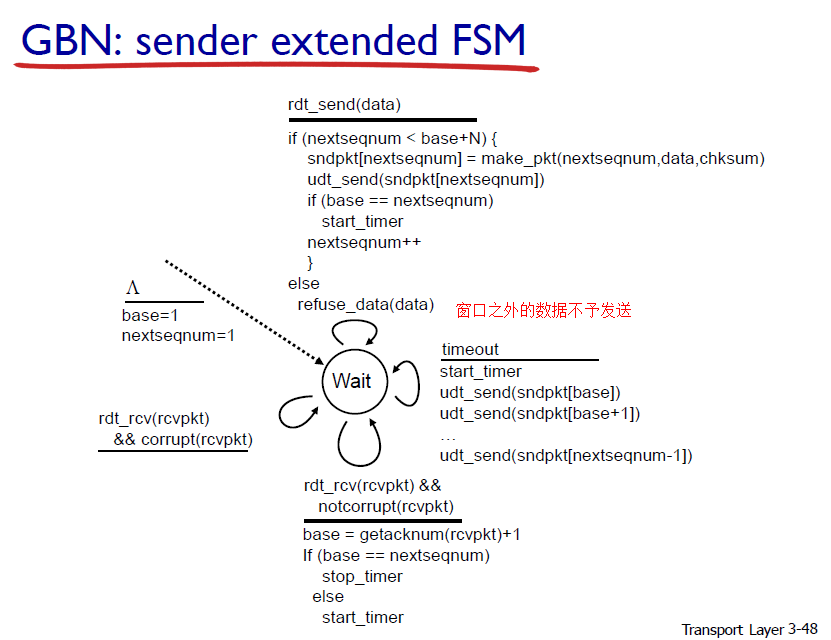 GBN: sender extended FSM
rdt_send(data)
if (nextseqnum < base+N) {
sndpkt[nextseqnum] = make_pkt(nextseqnum,data,chksum)
udt_send(sndpkt[nextseqnum])
if (base == nextseqnum)
start_timer
nextseqnum++
}
else
refuse_data(data)
窗口之外的数据不予发送
Λ
base=1
nextseqnum=1
Wait
timeout
start_timer
udt_send(sndpkt[base])
udt_send(sndpkt[base+1])
…
udt_send(sndpkt[nextseqnum-1])
rdt_rcv(rcvpkt)
&& corrupt(rcvpkt)
rdt_rcv(rcvpkt) &&
notcorrupt(rcvpkt)
base = getacknum(rcvpkt)+1
If (base == nextseqnum)
stop_timer
else
start_timer
Transport Layer 3-48